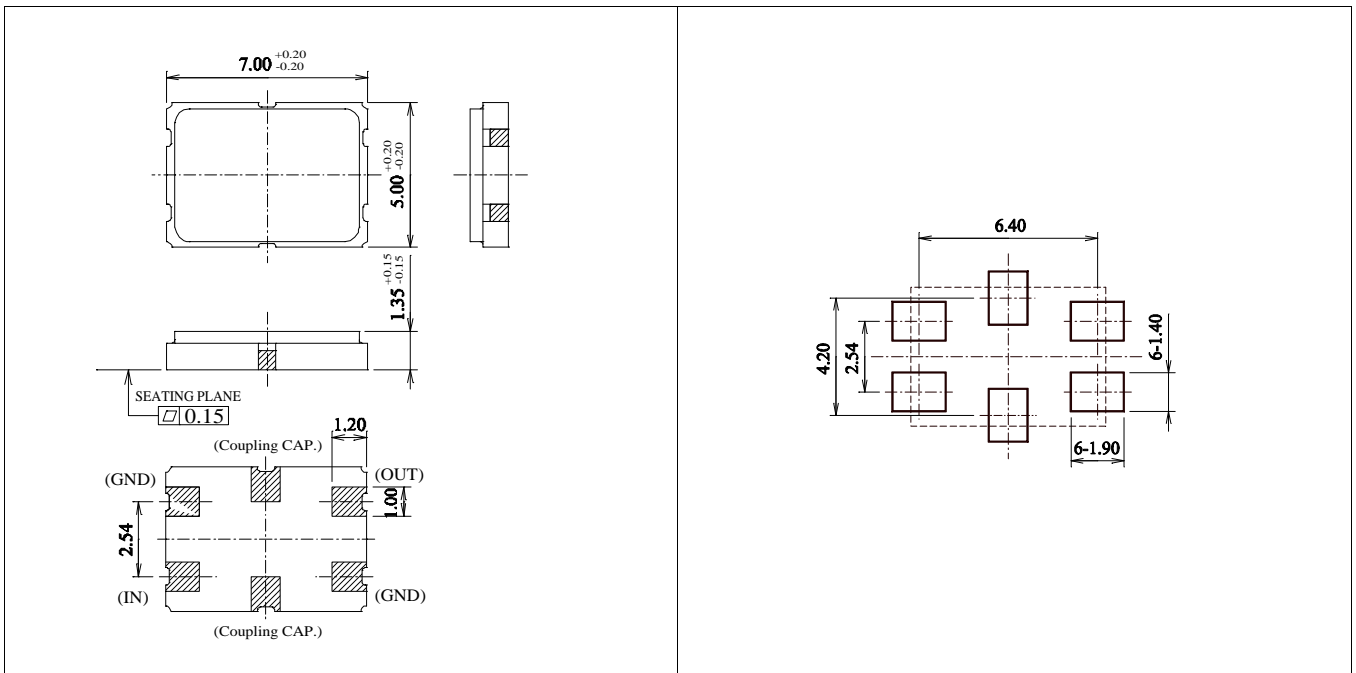 7.00 +0.20 -0.20
5.00 +0.20 -0.20
1.35 +0.15 -0.15
SEATING PLANE
0.15
(Coupling CAP.)
1.20
(GND)
(OUT)
1.00
2.54
(IN)
(GND)
(Coupling CAP.)
6.40
4.20
2.54
6-1.40
6-1.90